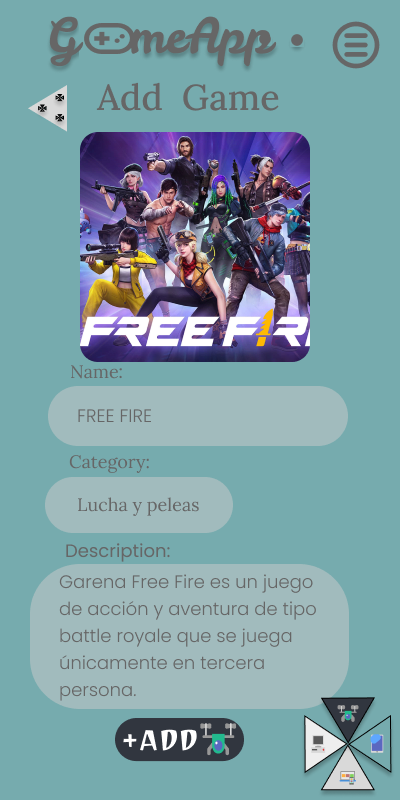 GameApp.
Add Game
FREE FIRE
Name:
FREE FIRE
Category:
Lucha y peleas
Description:
Garena Free Fire es un juego
de acción y aventura de tipo
battle royale que se juega
únicamente en tercera
persona.
+ADD